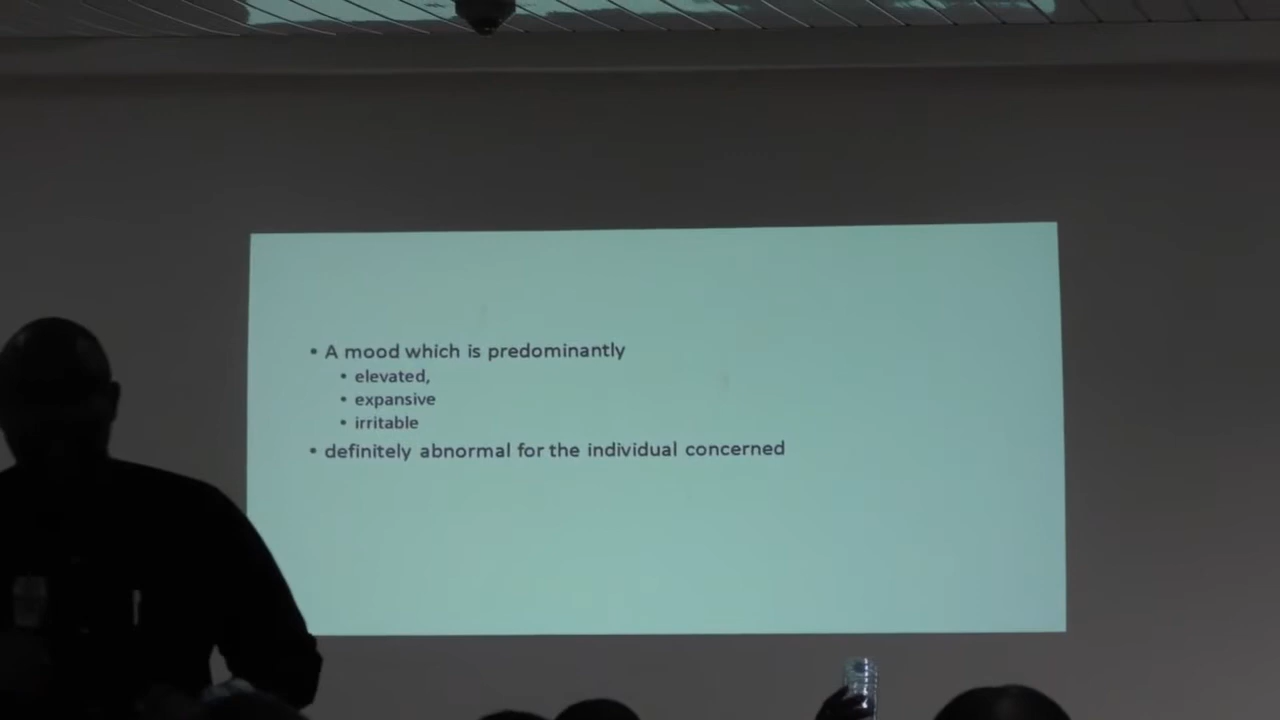 • A mood which is predominantly
• elevated,
• expansive
• irritable
• definitely abnormal for the individual concerned